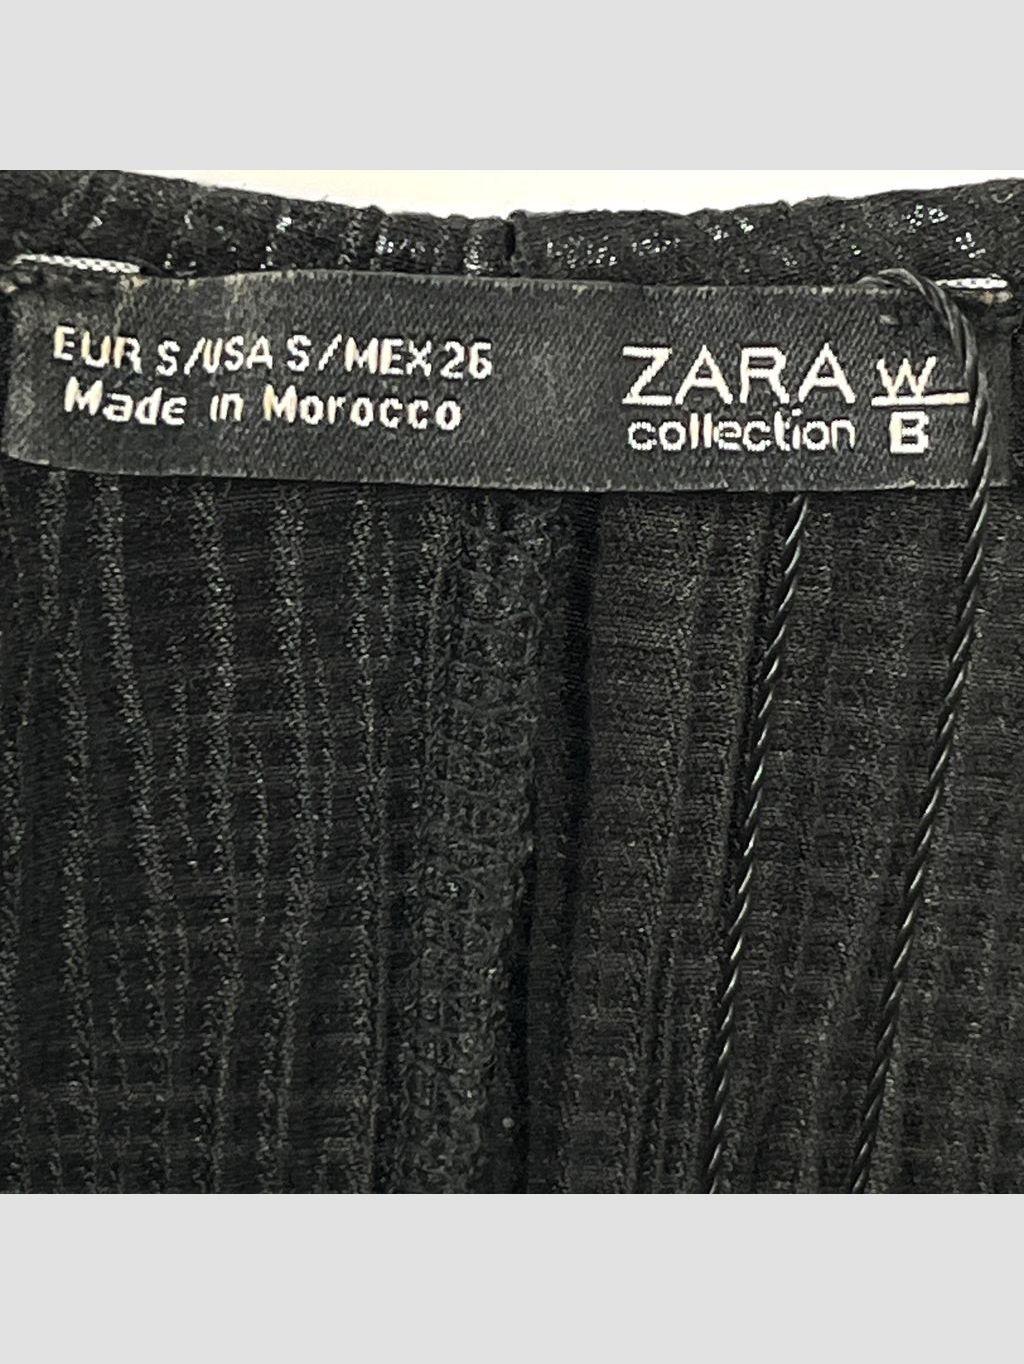 EUR S/USA S/MEX 26
Made in Morocco
ZARA W
collection B